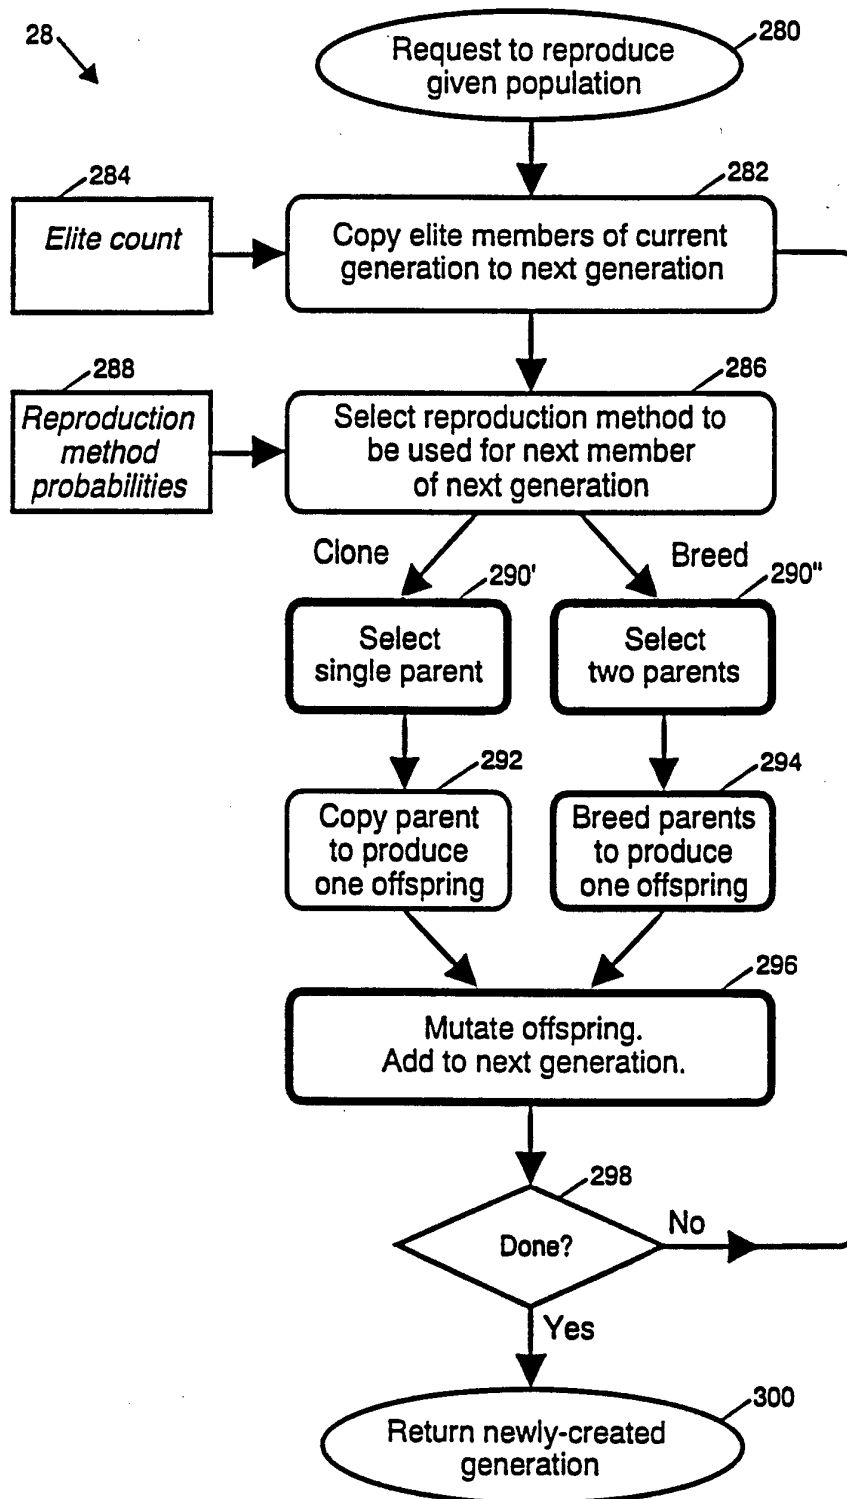 28
280
Request to reproduce
given population
284
282
Elite count
Copy elite members of current
generation to next generation
288
286
Reproduction
method
probabilities
Select reproduction method to
be used for next member
of next generation
Clone
Breed
290'
290"
Select
single parent
Select
two parents
292
294
Copy parent
to produce
one offspring
Breed parents
to produce
one offspring
296
Mutate offspring.
Add to next generation.
298
Done?
No
Yes
300
Return newly-created
generation